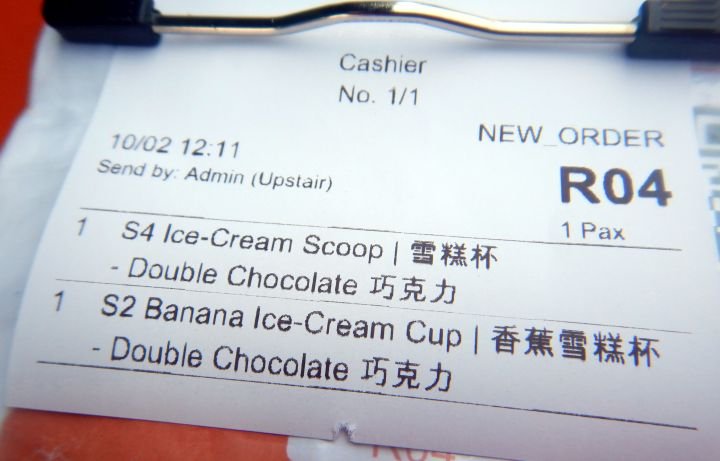 Cashier
No. 1/1
NEW_ORDER
10/02 12:11
R04
Send by: Admin (Upstair)
1 Pax
1 S4 Ice-Cream Scoop | 雪糕杯
- Double Chocolate 巧克力
1 S2 Banana Ice-Cream Cup | 香蕉雪糕杯
- Double Chocolate 巧克力
R04